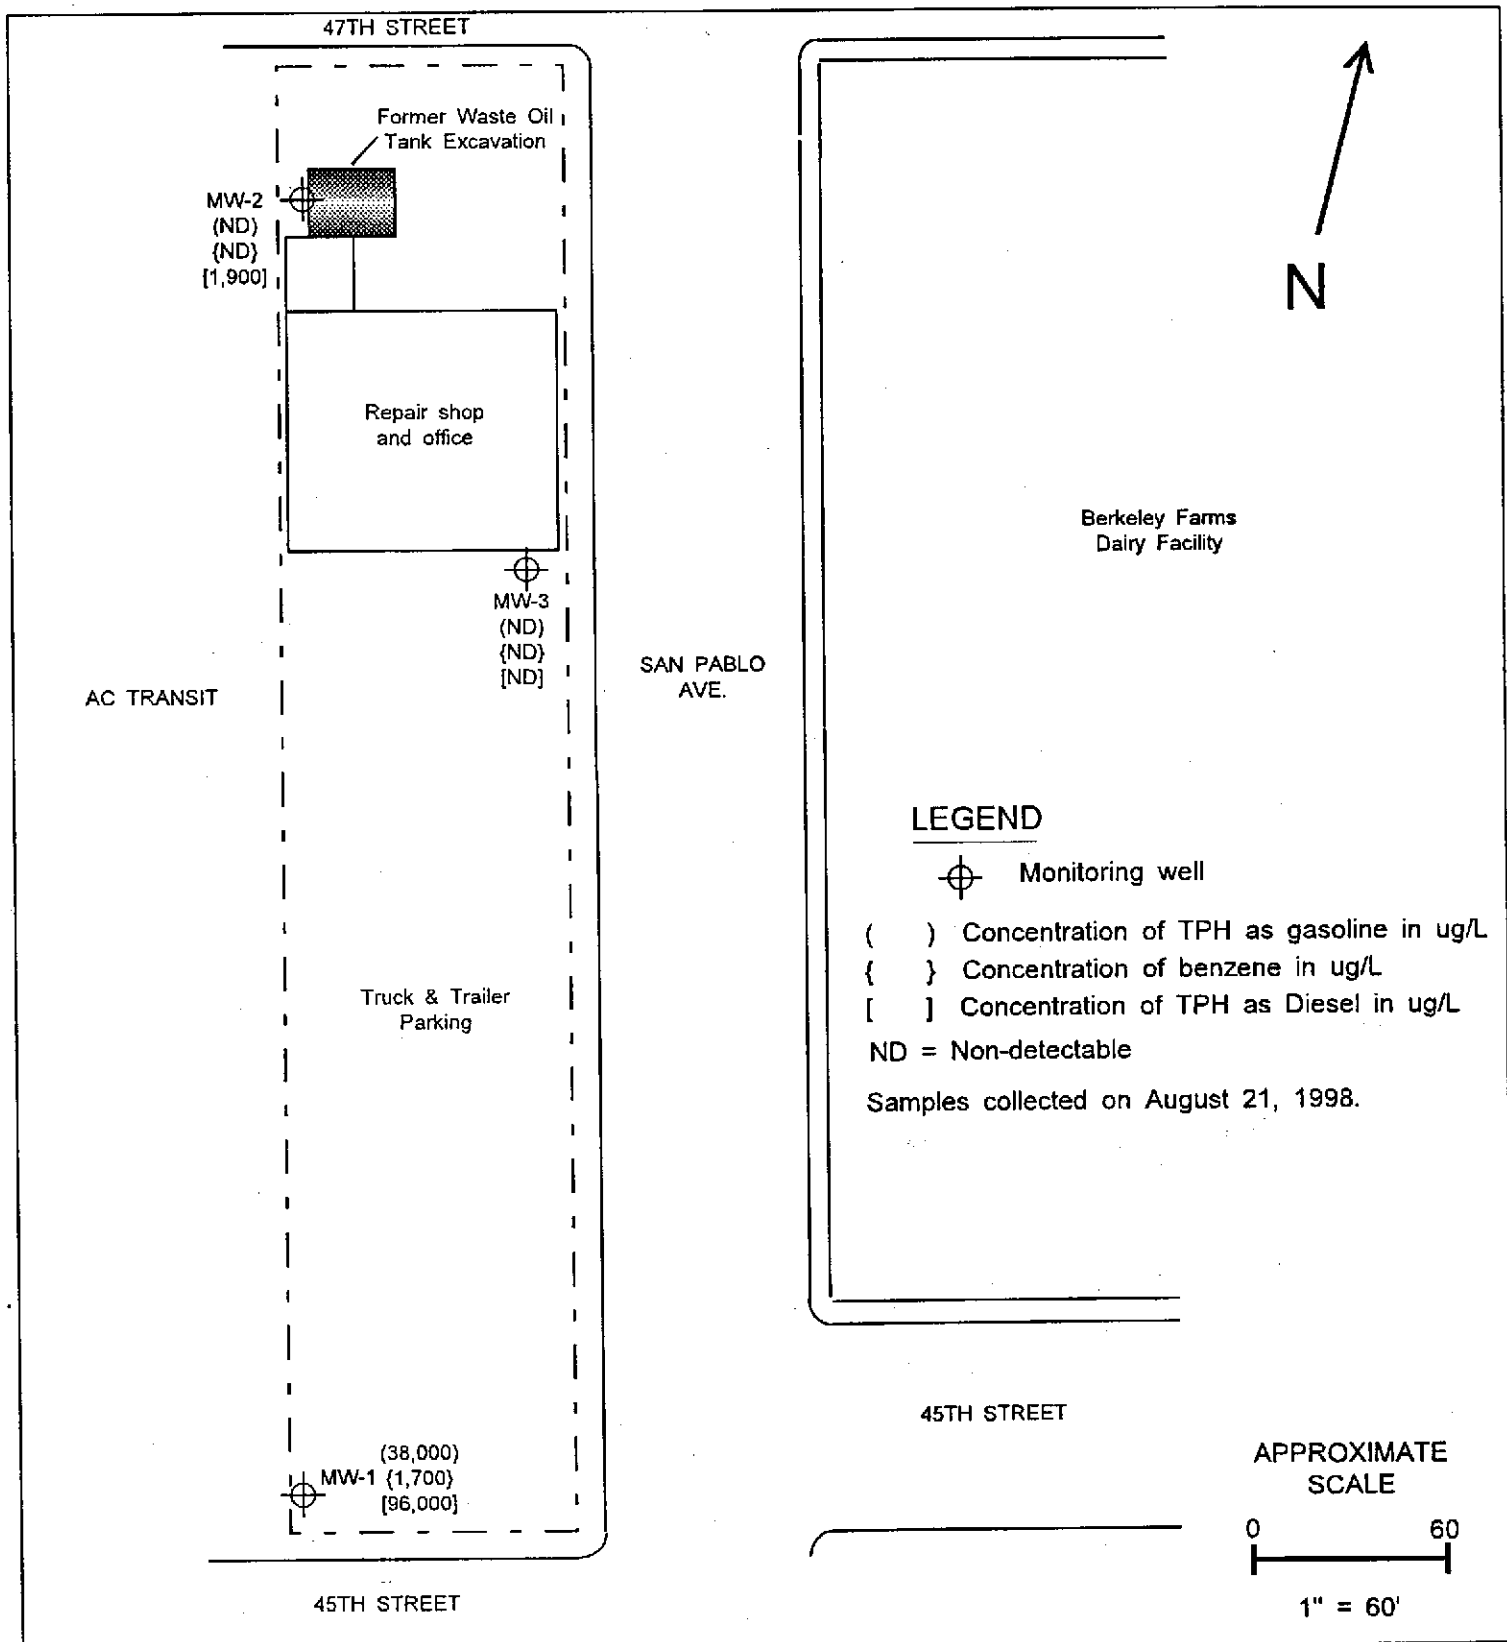 47TH STREET
Former Waste Oil
Tank Excavation
MW-2
(ND)
{ND}
[1,900]
N
Repair shop
and office
Berkeley Farms
Dairy Facility
MW-3
(ND)
{ND}
[ND]
SAN PABLO
AVE.
AC TRANSIT
LEGEND
Monitoring well
( ) Concentration of TPH as gasoline in ug/L
{ } Concentration of benzene in ug/L
[ ] Concentration of TPH as Diesel in ug/L
ND = Non-detectable
Samples collected on August 21, 1998.
Truck & Trailer
Parking
45TH STREET
(38,000)
MW-1 {1,700}
[96,000]
APPROXIMATE
SCALE
0 60
1" = 60'
45TH STREET